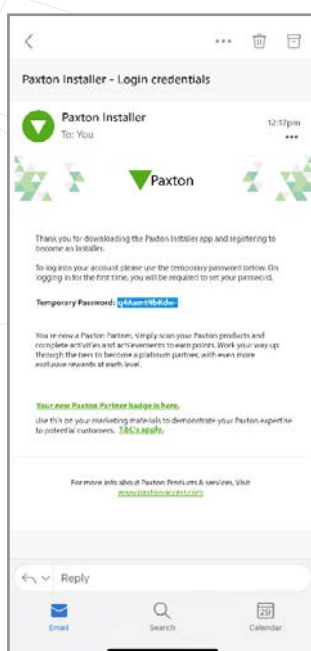 Paxton Installer - Login credentials
Paxton Installer
12:17pm
To: You
Paxton
Thank you for downloading the Paxton Installer app and registering to
become an installer.
To log into your account please use the temporary password below. On
logging in for the first time, you will be required to set your password.
Temporary Password:
You're now a Paxton Partner, simply scan your Paxton products and
complete activities and achievements to earn points. Work your way up
through the tiers to become a platinum partner, with even more
exclusive rewards at each level.
Your new Paxton Partner badge is here.
Use this on your marketing materials to demonstrate your Paxton expertise
to potential customers. T&C's apply.
For more info about Paxton Products & services, Visit
www.paxton-access.com
Reply
29
Email
Search
Calendar